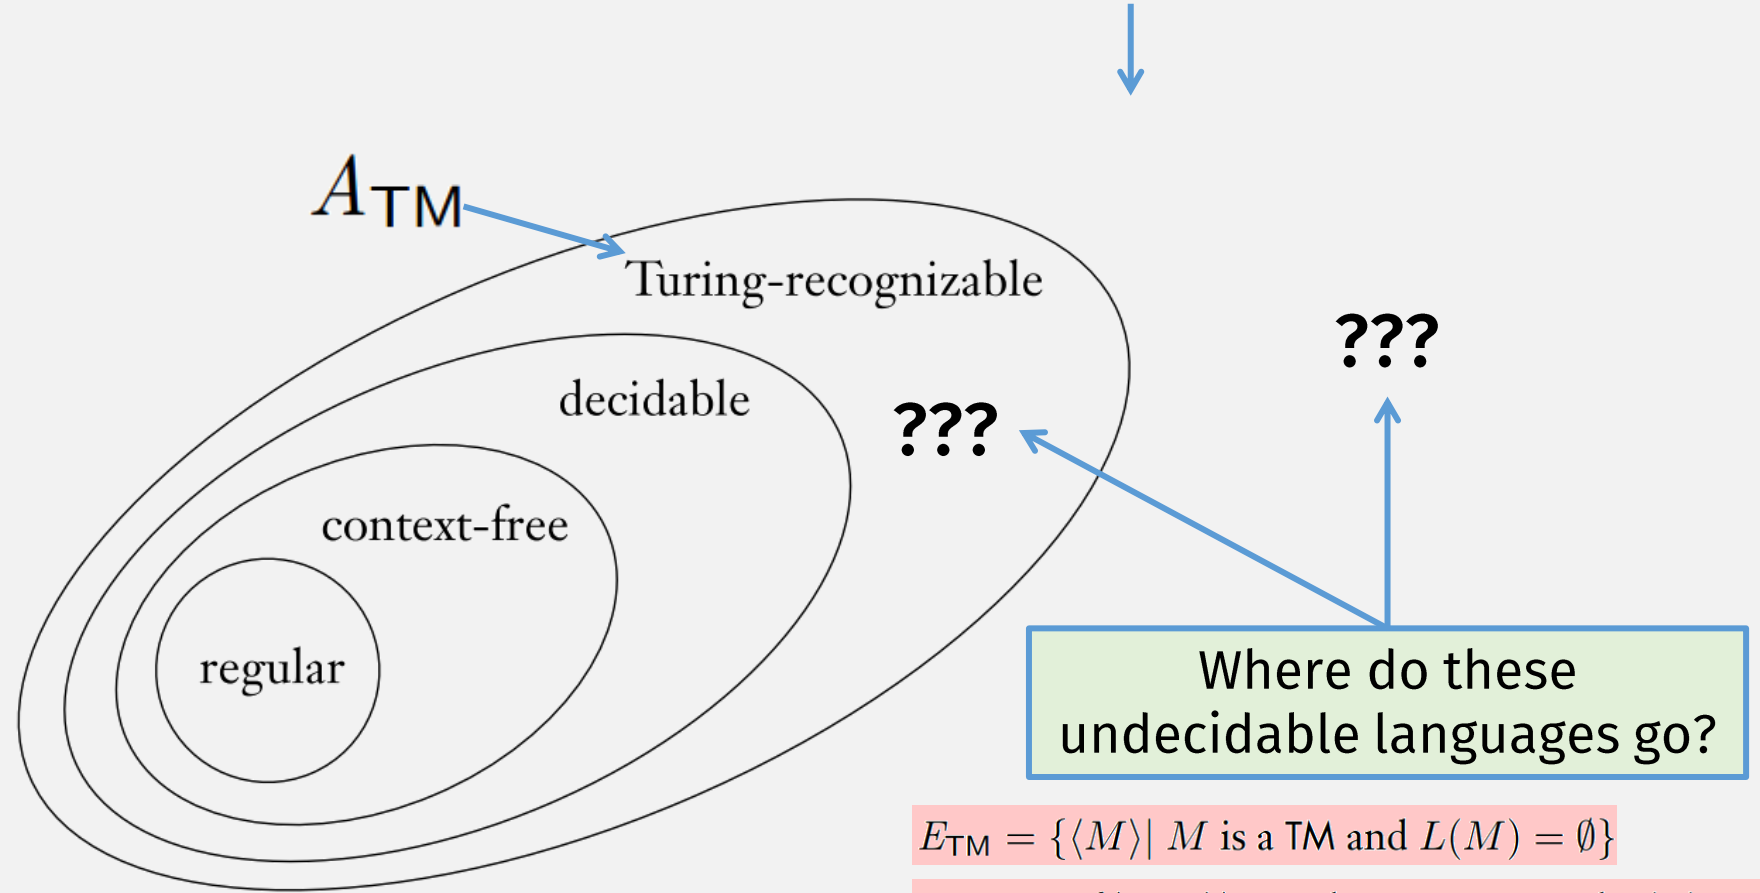 A_TM
Turing-recognizable
???
decidable
???
context-free
regular
Where do these
undecidable languages go?
E_TM = {⟨M⟩| M is a TM and L(M) = ∅}